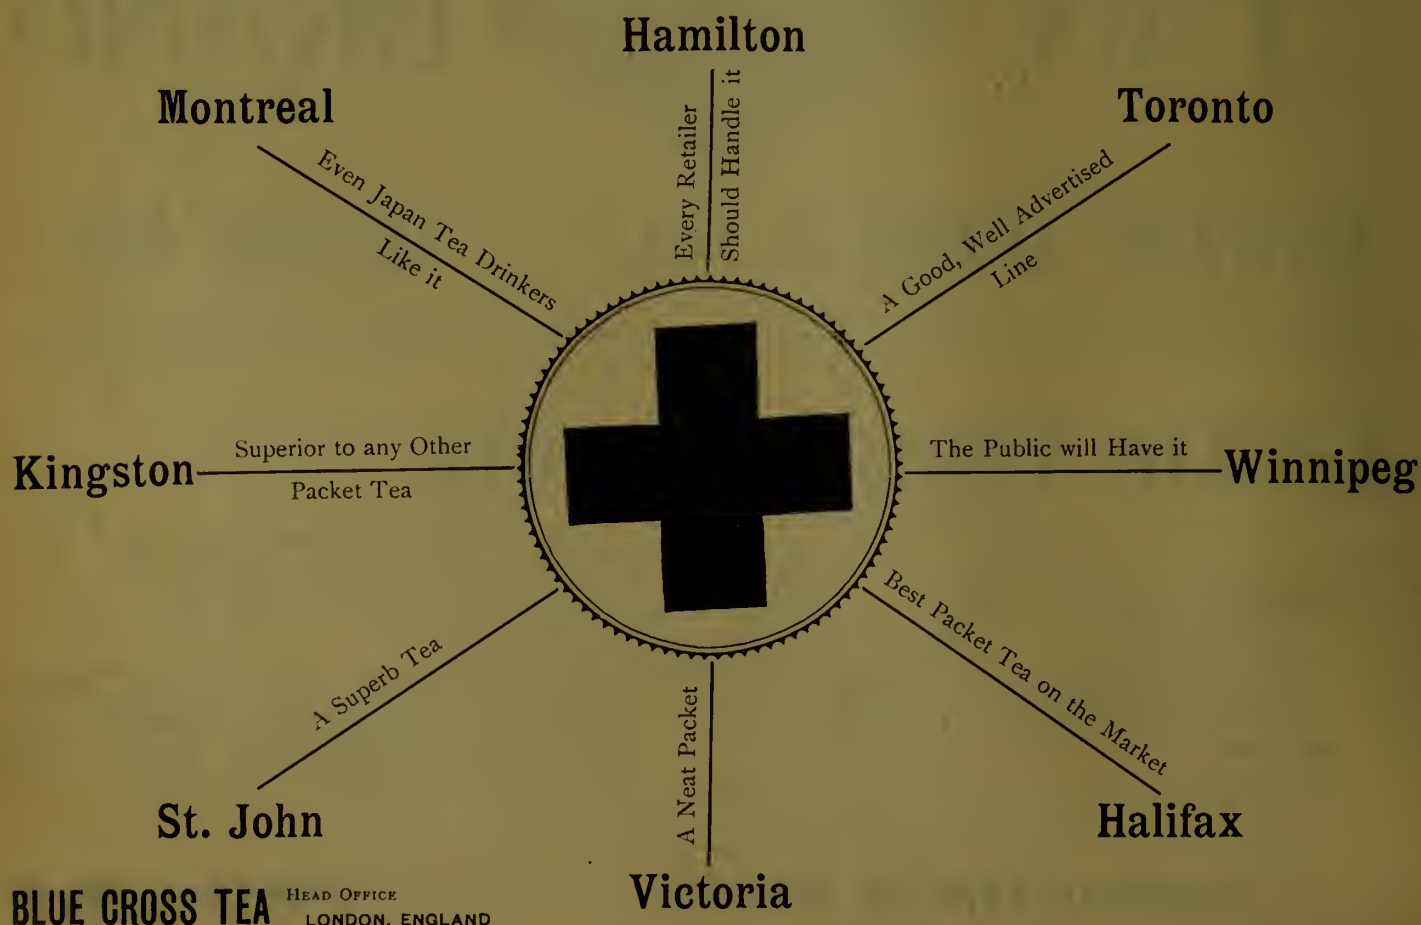 Hamilton
Montreal
Toronto
Every Retailer
Should Handle it
Even Japan Tea Drinkers
Like it
A Good, Well Advertised
Line
Kingston
Superior to any Other
Packet Tea
The Public will Have it
Winnipeg
A Superb Tea
A Neat Packet
Best Packet Tea on the Market
St. John
Halifax
Victoria
BLUE CROSS TEA
HEAD OFFICE
LONDON, ENGLAND